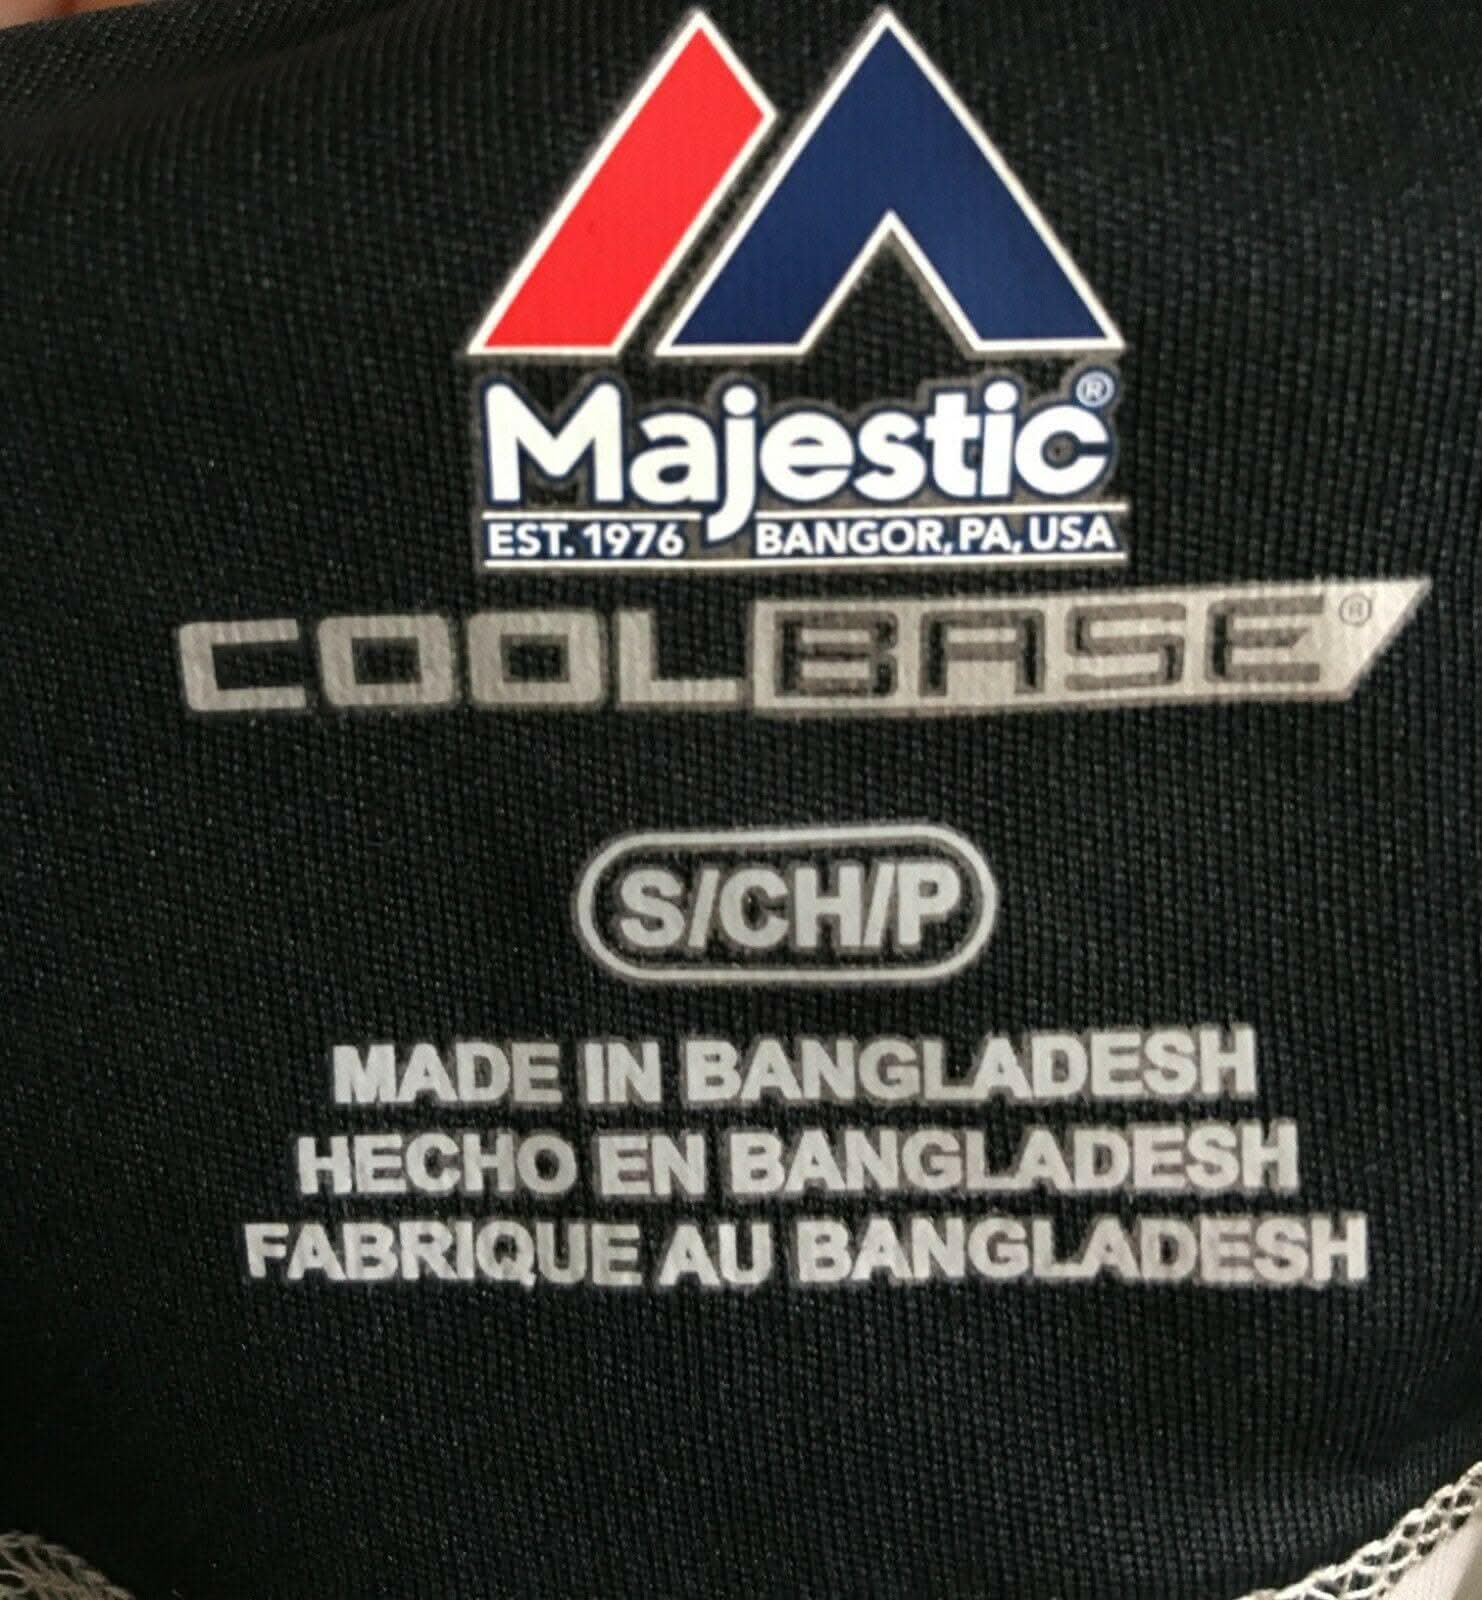 Majestic®
EST. 1976 BANGOR, PA, USA
COOLBASE®
S/CH/P
MADE IN BANGLADESH
HECHO EN BANGLADESH
FABRIQUE AU BANGLADESH